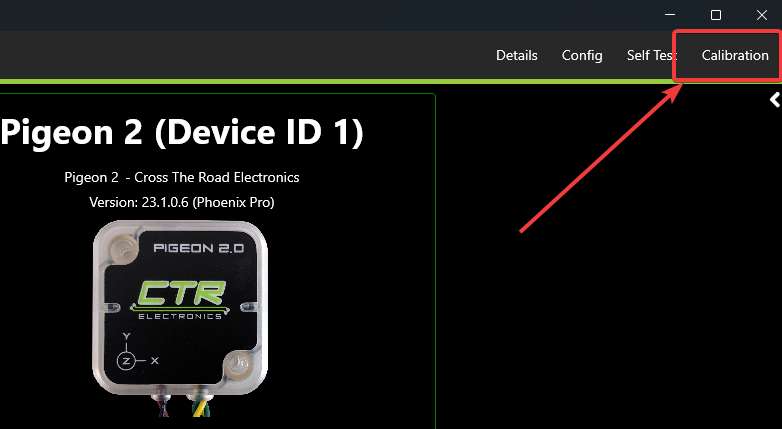 Details Config Self Test Calibration
Pigeon 2 (Device ID 1)
Pigeon 2 - Cross The Road Electronics
Version: 23.1.0.6 (Phoenix Pro)
PIGEON 2.0
CTR
ELECTRONICS
Y
Z X